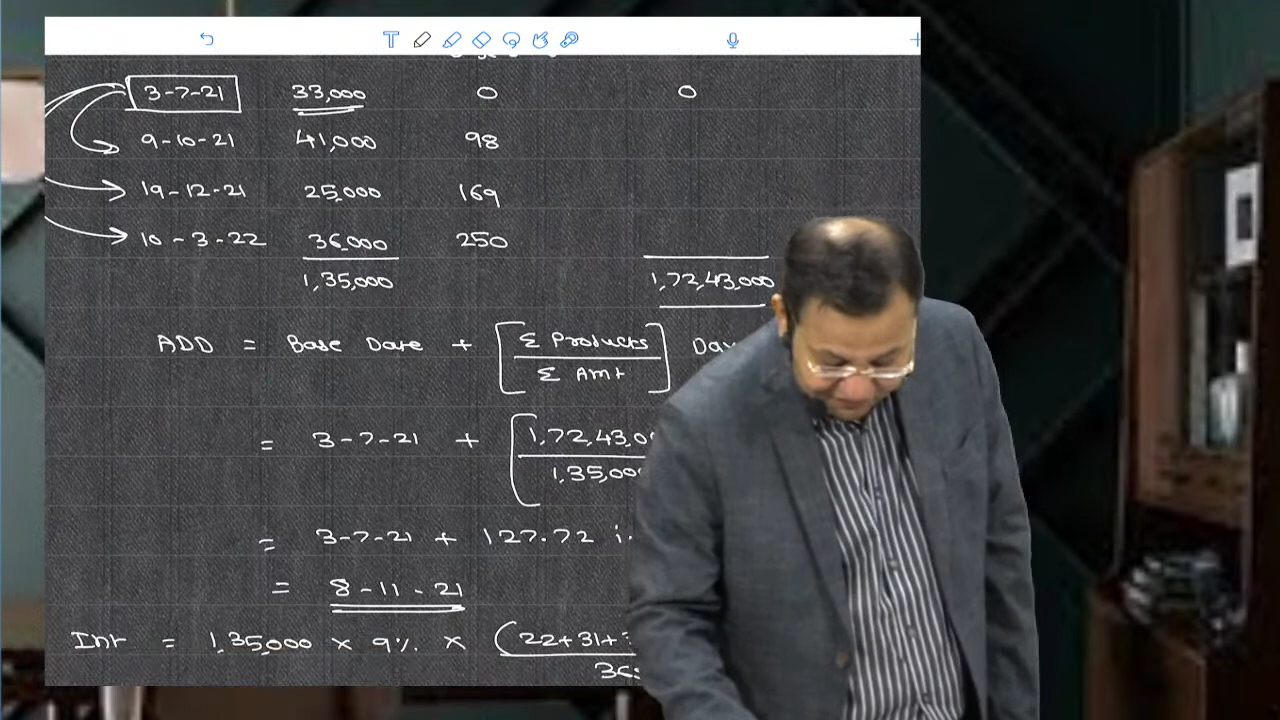 3-7-21 33,000 0 0
9-10-21 41,000 98
19-12-21 25,000 169
10-3-22 36,000 250
1,35,000 1,72,43,000
ADD = Base Date + [Σ Products
Σ Amt]
= 3-7-21 + [1,72,43,0
1,35,00
= 3-7-21 + 127.72 i.
= 8-11-21
Int = 1,35,000 × 9% × (22+31+
36